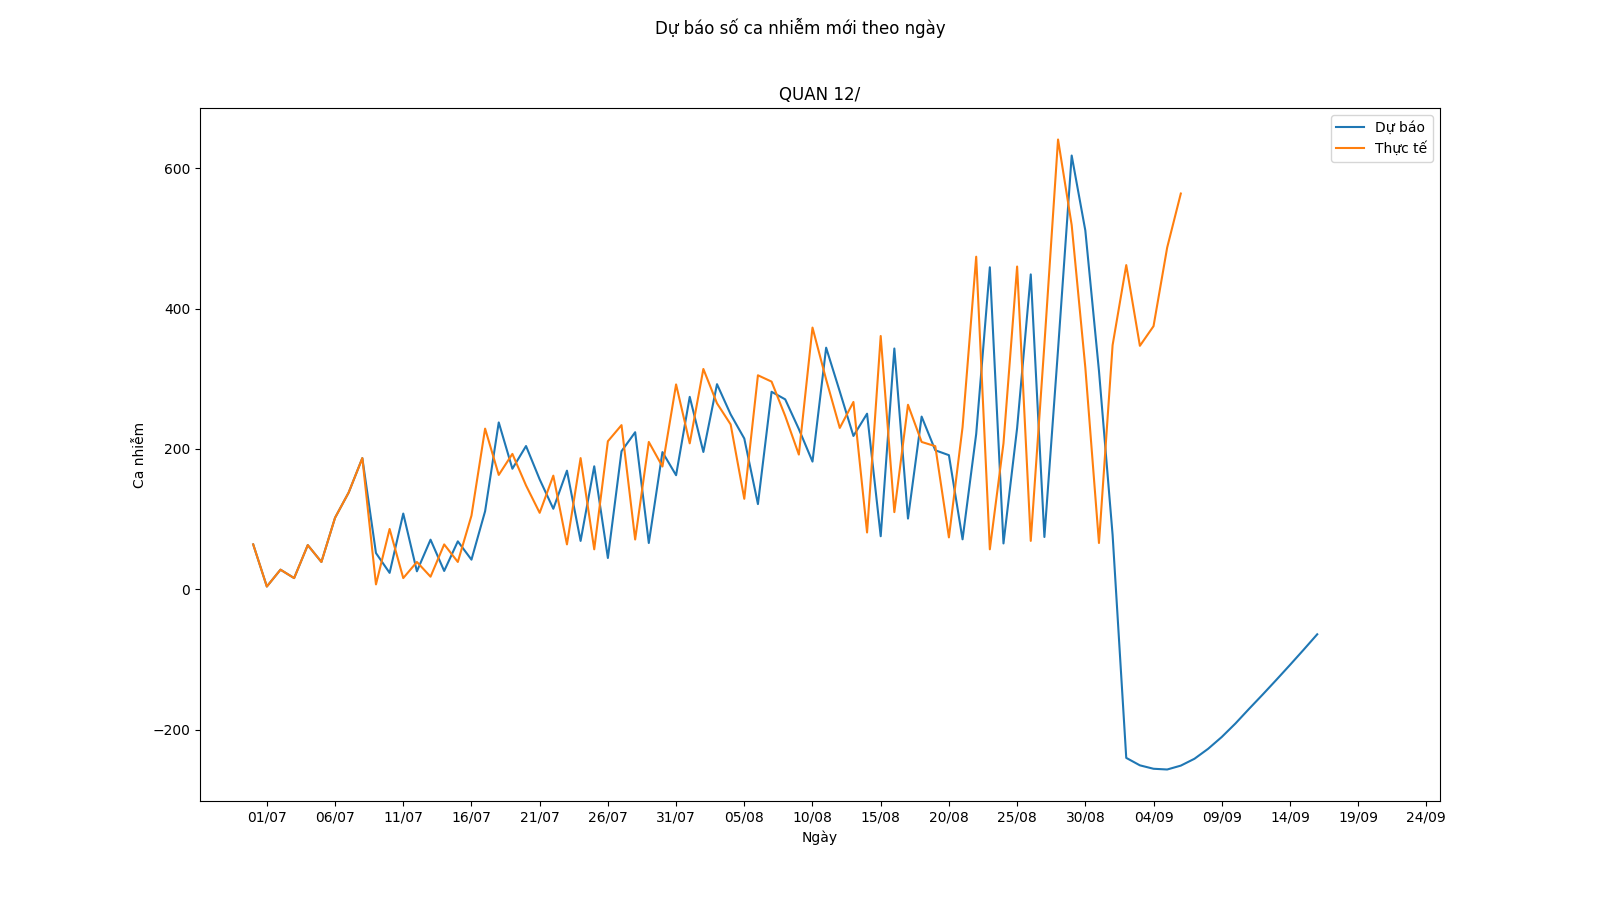 Dự báo số ca nhiễm mới theo ngày
QUAN 12/
Dự báo
Thực tế
600
400
200
0
−200
Ca nhiễm
01/07 06/07 11/07 16/07 21/07 26/07 31/07 05/08 10/08 15/08 20/08 25/08 30/08 04/09 09/09 14/09 19/09 24/09
Ngày